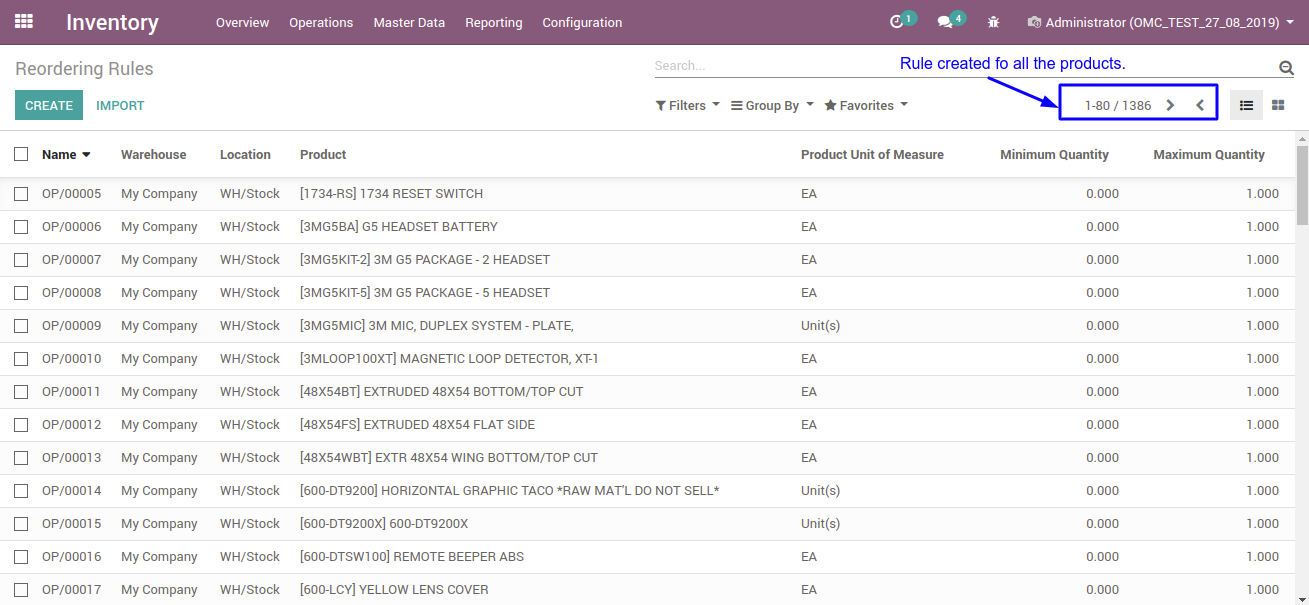 Inventory Overview Operations Master Data Reporting Configuration 1 4 Administrator (OMC_TEST_27_08_2019)
Reordering Rules Search... Rule created fo all the products.
CREATE IMPORT Filters Group By Favorites 1-80 / 1386
Name Warehouse Location Product Product Unit of Measure Minimum Quantity Maximum Quantity
OP/00005 My Company WH/Stock [1734-RS] 1734 RESET SWITCH EA 0.000 1.000
OP/00006 My Company WH/Stock [3MG5BA] G5 HEADSET BATTERY EA 0.000 1.000
OP/00007 My Company WH/Stock [3MG5KIT-2] 3M G5 PACKAGE - 2 HEADSET EA 0.000 1.000
OP/00008 My Company WH/Stock [3MG5KIT-5] 3M G5 PACKAGE - 5 HEADSET EA 0.000 1.000
OP/00009 My Company WH/Stock [3MG5MIC] 3M MIC, DUPLEX SYSTEM - PLATE, Unit(s) 0.000 1.000
OP/00010 My Company WH/Stock [3MLOOP100XT] MAGNETIC LOOP DETECTOR, XT-1 EA 0.000 1.000
OP/00011 My Company WH/Stock [48X54BT] EXTRUDED 48X54 BOTTOM/TOP CUT EA 0.000 1.000
OP/00012 My Company WH/Stock [48X54FS] EXTRUDED 48X54 FLAT SIDE EA 0.000 1.000
OP/00013 My Company WH/Stock [48X54WBT] EXTR 48X54 WING BOTTOM/TOP CUT EA 0.000 1.000
OP/00014 My Company WH/Stock [600-DT9200] HORIZONTAL GRAPHIC TACO *RAW MAT'L DO NOT SELL* Unit(s) 0.000 1.000
OP/00015 My Company WH/Stock [600-DT9200X] 600-DT9200X Unit(s) 0.000 1.000
OP/00016 My Company WH/Stock [600-DTSW100] REMOTE BEEPER ABS EA 0.000 1.000
OP/00017 My Company WH/Stock [600-LCY] YELLOW LENS COVER EA 0.000 1.000